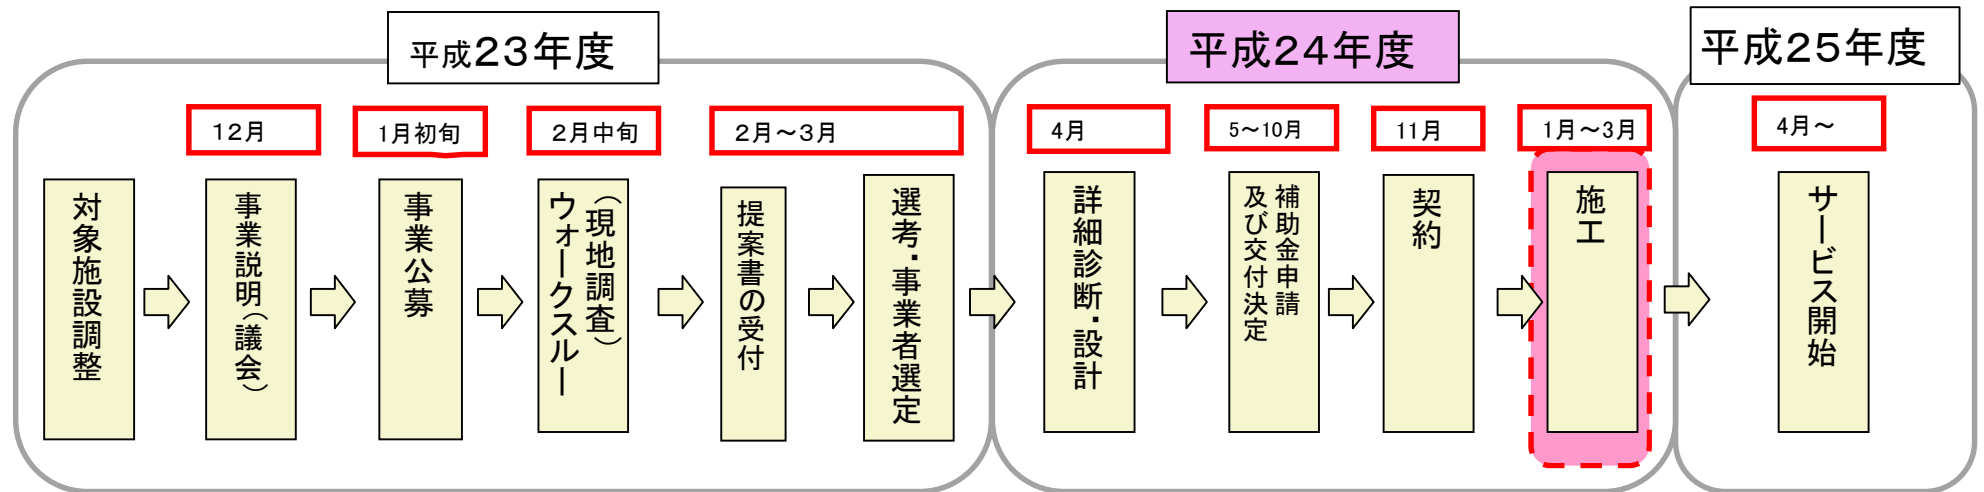 平成23年度
平成24年度
平成25年度
12月
1月初旬
2月中旬
2月～3月
4月
5～10月
11月
1月～3月
4月～
対象施設調整
事業説明(議会)
事業公募
(現地調査)
ウオークスルー
提案書の受付
選考・事業者選定
詳細診断・設計
補助金申請
及び交付決定
契約
施工
サービス開始